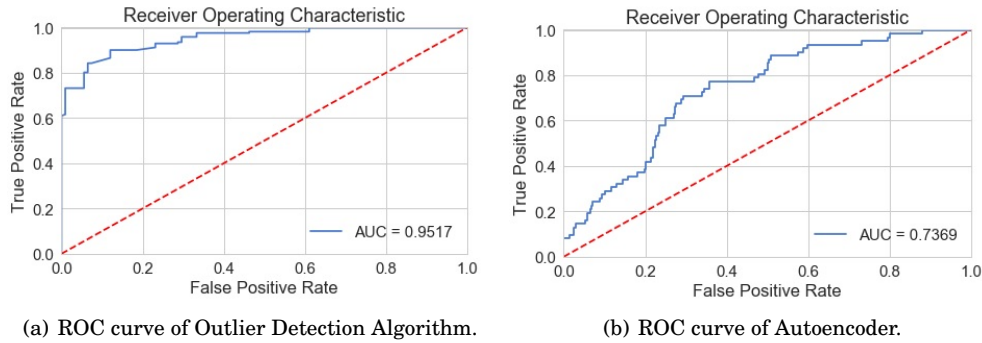 Receiver Operating Characteristic
True Positive Rate
1.0
0.8
0.6
0.4
0.2
0.0
AUC = 0.9517
0.0 0.2 0.4 0.6 0.8 1.0
False Positive Rate
(a) ROC curve of Outlier Detection Algorithm.
Receiver Operating Characteristic
True Positive Rate
1.0
0.8
0.6
0.4
0.2
0.0
AUC = 0.7369
0.0 0.2 0.4 0.6 0.8 1.0
False Positive Rate
(b) ROC curve of Autoencoder.